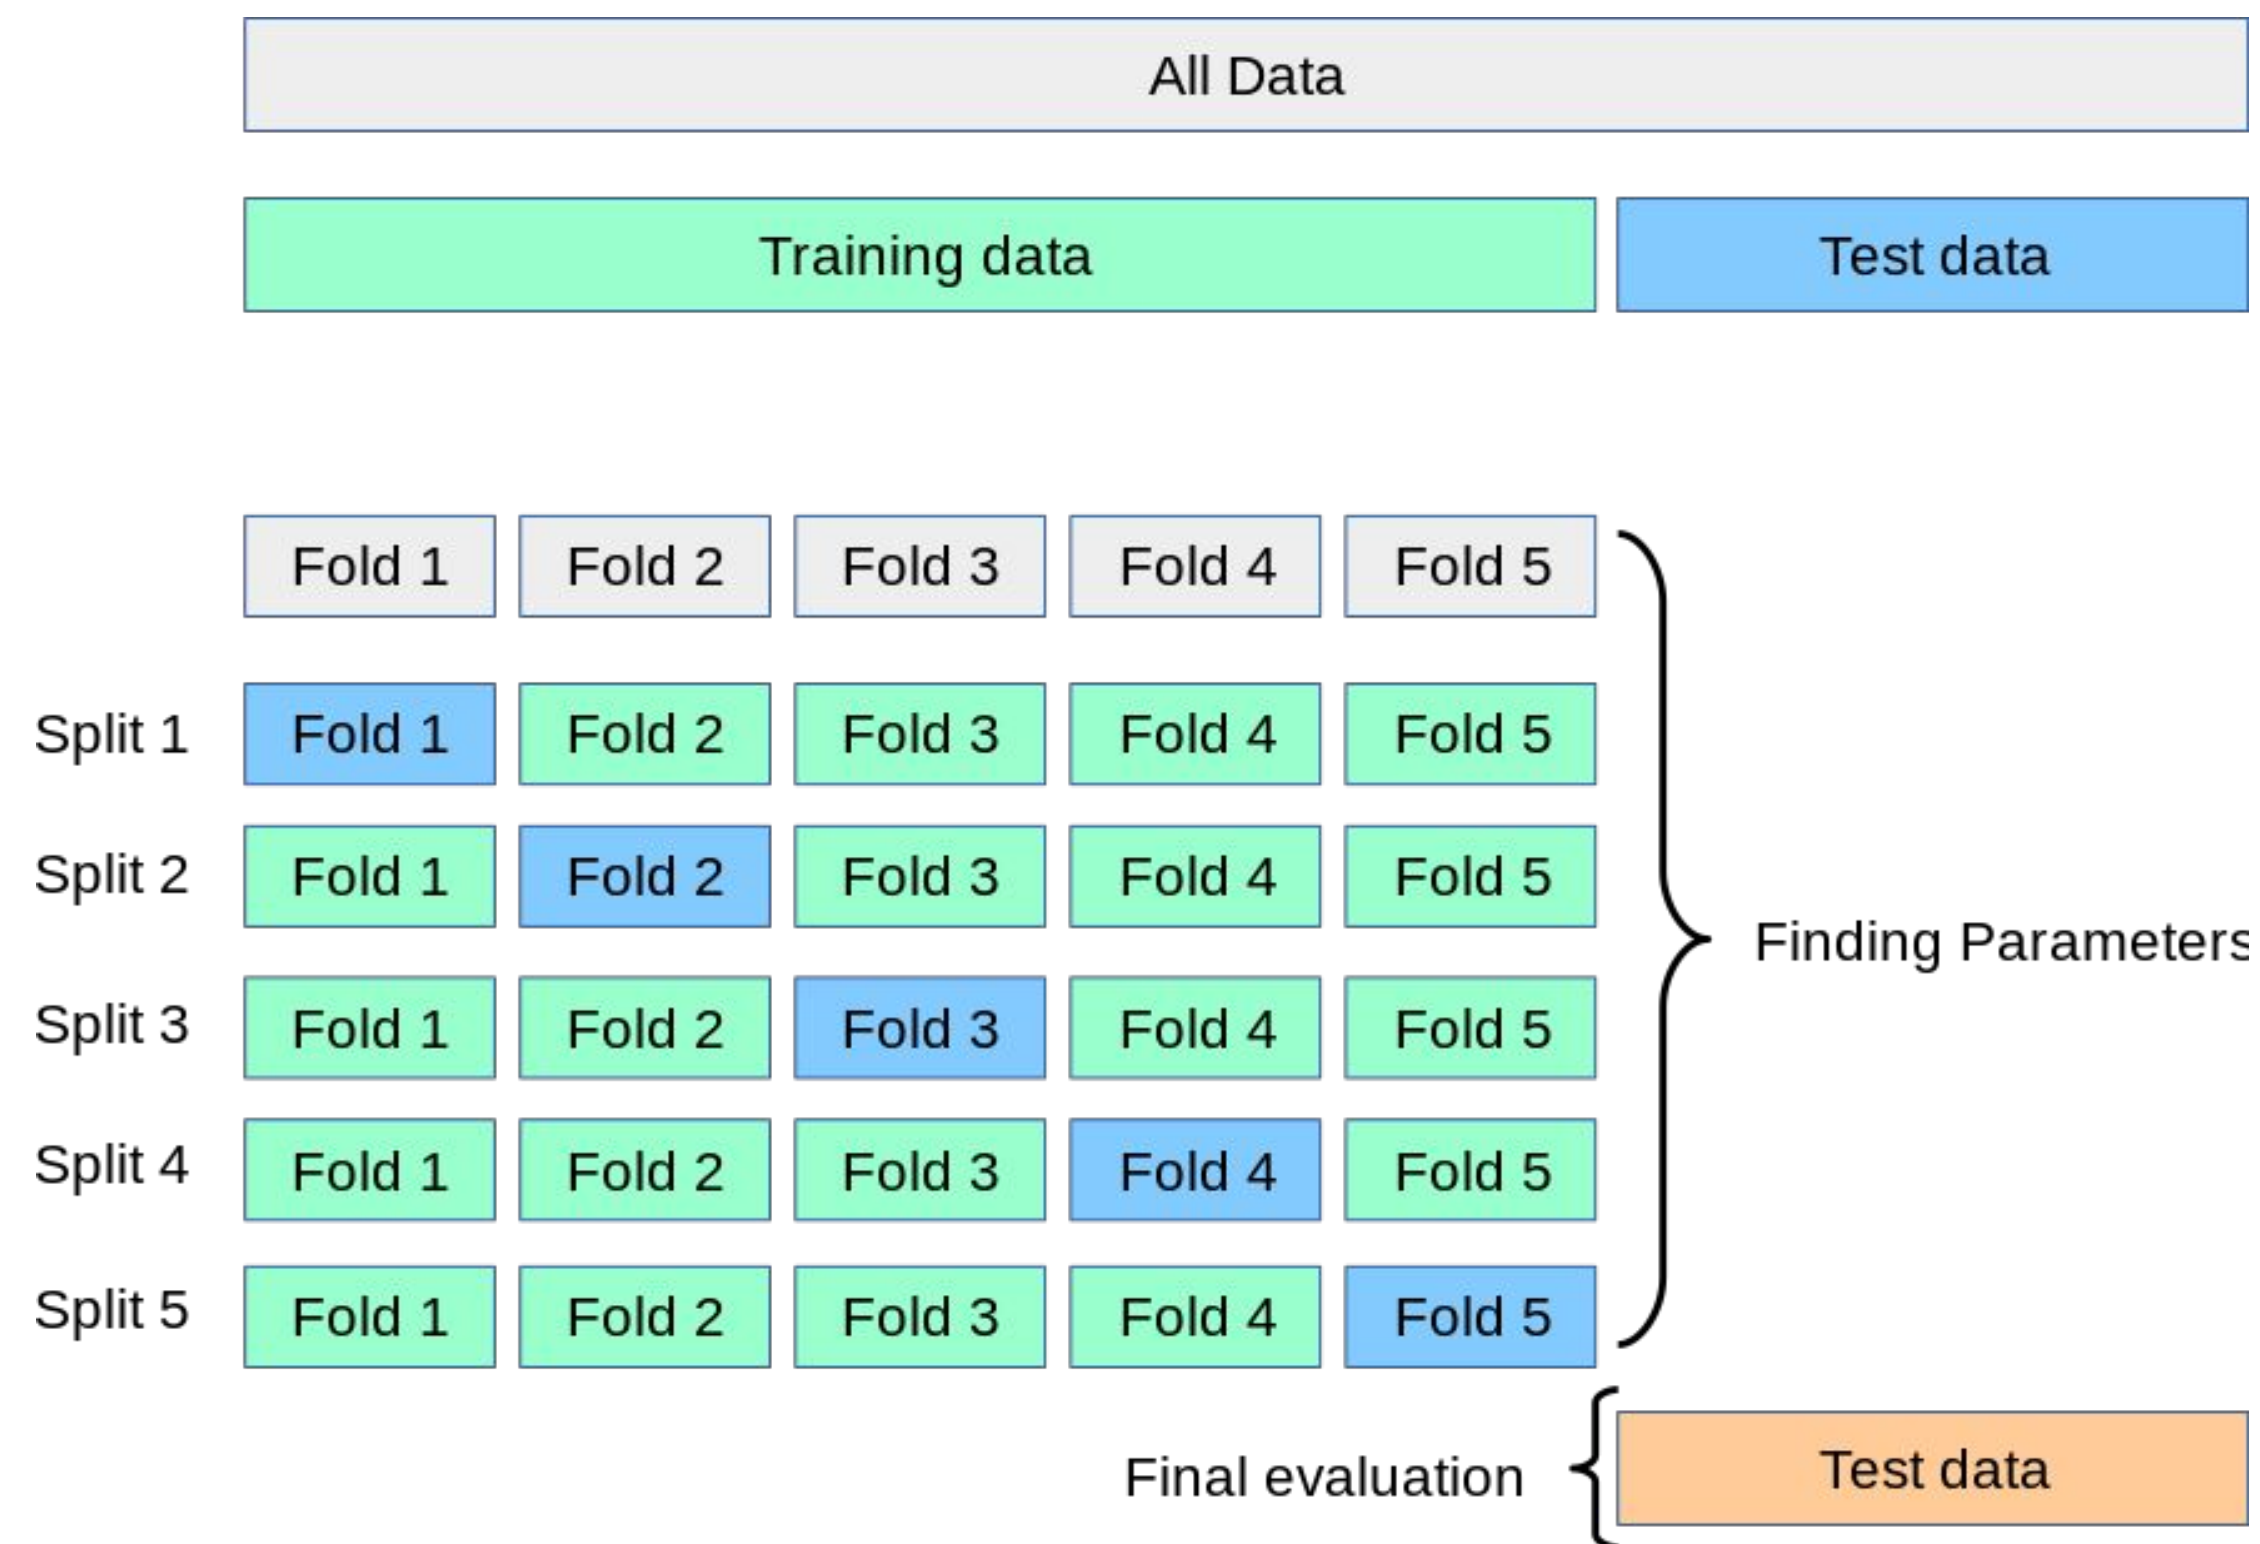 All Data
Training data Test data
Fold 1 Fold 2 Fold 3 Fold 4 Fold 5
Split 1 Fold 1 Fold 2 Fold 3 Fold 4 Fold 5
Split 2 Fold 1 Fold 2 Fold 3 Fold 4 Fold 5
Finding Parameters
Split 3 Fold 1 Fold 2 Fold 3 Fold 4 Fold 5
Split 4 Fold 1 Fold 2 Fold 3 Fold 4 Fold 5
Split 5 Fold 1 Fold 2 Fold 3 Fold 4 Fold 5
Final evaluation Test data